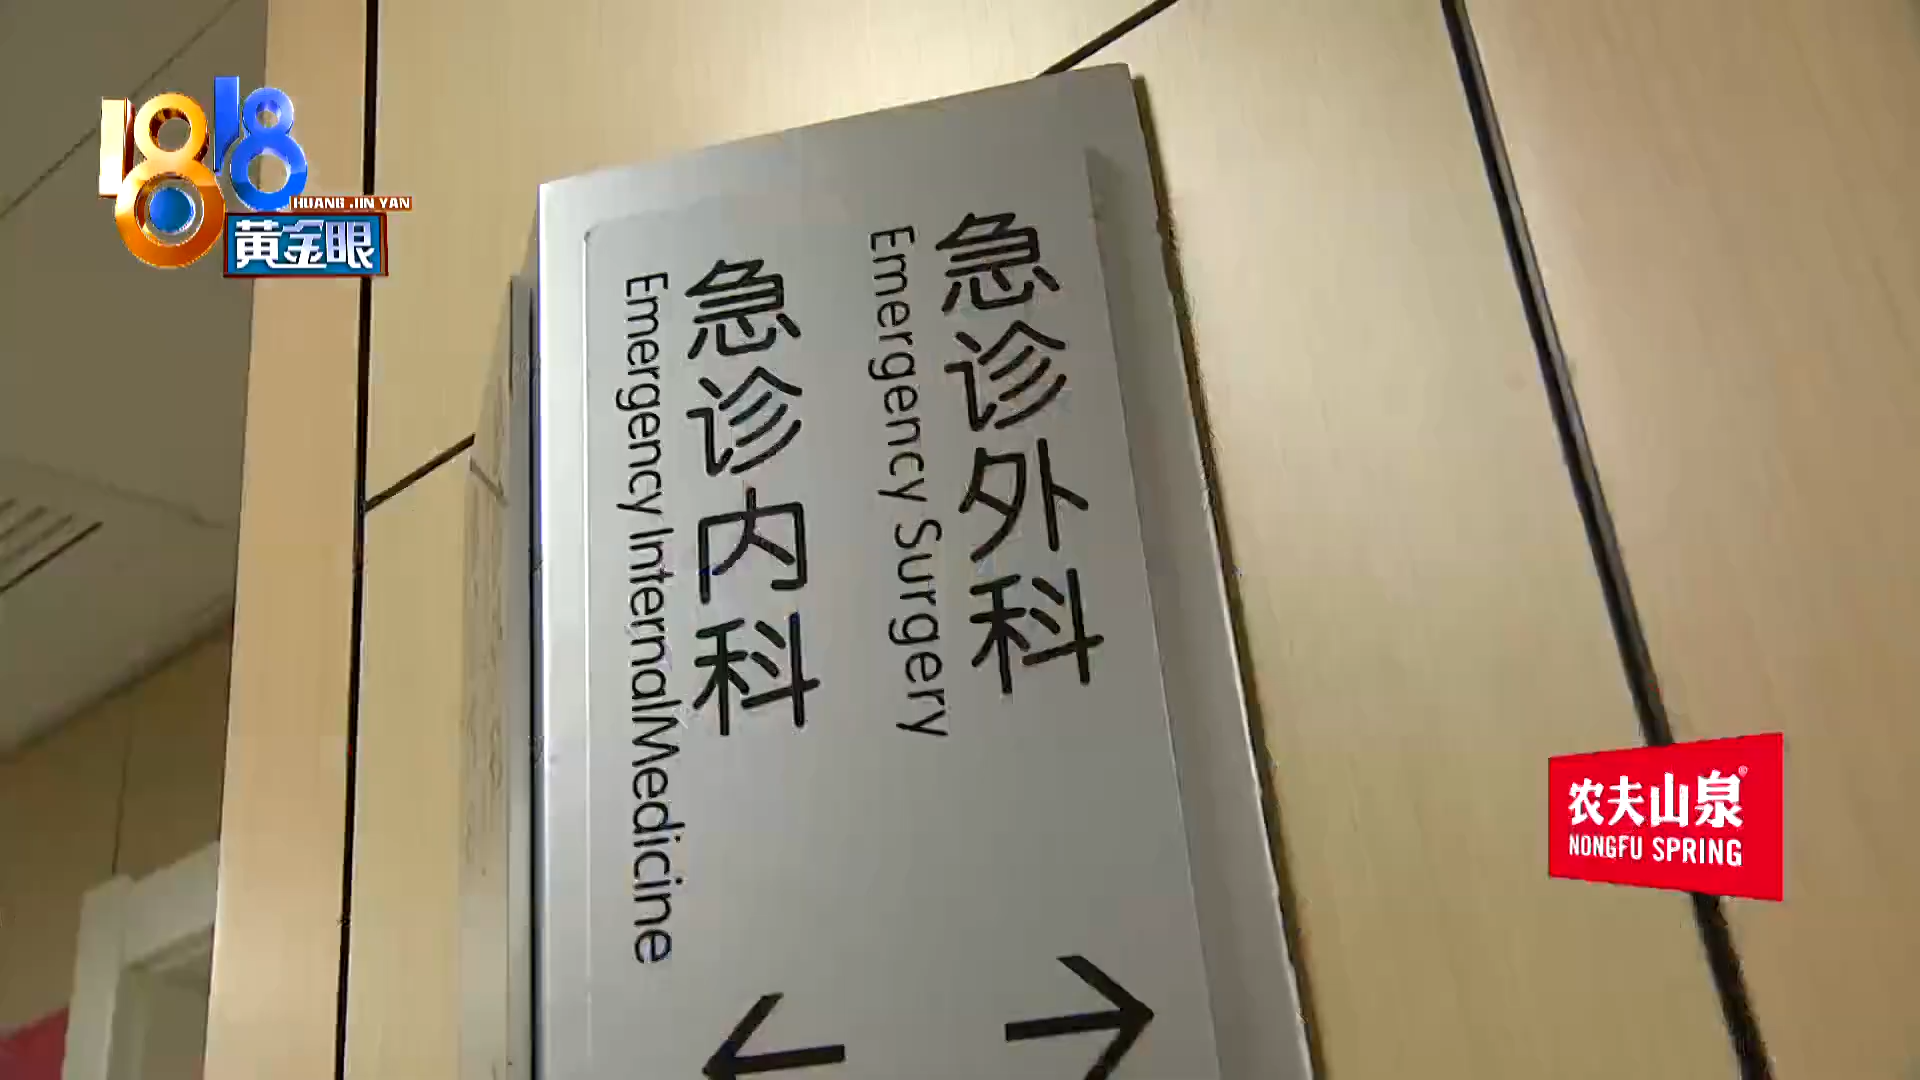 1818
HUANG JIN YAN
黄金眼
急诊外科
Emergency Surgery
急诊内科
Emergency InternalMedicine
农夫山泉®
NONGFU SPRING